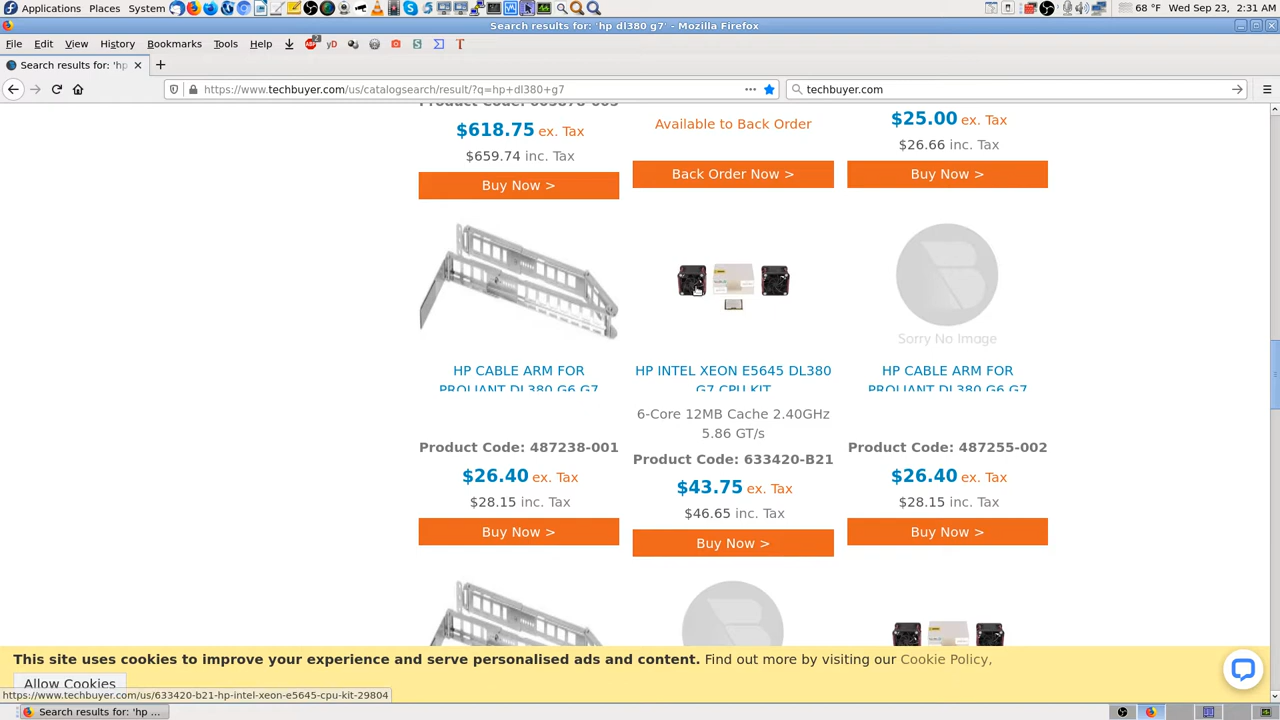 Applications Places System 68 °F Wed Sep 23, 2:31 AM
Search results for: 'hp dl380 g7' - Mozilla Firefox
File Edit View History Bookmarks Tools Help
Search results for: 'hp
https://www.techbuyer.com/us/catalogsearch/result/?q=hp+dl380+g7
techbuyer.com
$618.75 ex. Tax
$659.74 inc. Tax
Buy Now >
Available to Back Order
Back Order Now >
$25.00 ex. Tax
$26.66 inc. Tax
Buy Now >
HP CABLE ARM FOR
PROLIANT DL380 G6 G7
Product Code: 487238-001
$26.40 ex. Tax
$28.15 inc. Tax
Buy Now >
HP INTEL XEON E5645 DL380
G7 CPU KIT
6-Core 12MB Cache 2.40GHz
5.86 GT/s
Product Code: 633420-B21
$43.75 ex. Tax
$46.65 inc. Tax
Buy Now >
Sorry No Image
HP CABLE ARM FOR
PROLIANT DL380 G6 G7
Product Code: 487255-002
$26.40 ex. Tax
$28.15 inc. Tax
Buy Now >
This site uses cookies to improve your experience and serve personalised ads and content. Find out more by visiting our Cookie Policy,
Allow Cookies
https://www.techbuyer.com/us/633420-b21-hp-intel-xeon-e5645-cpu-kit-29804
Search results for: 'hp ...